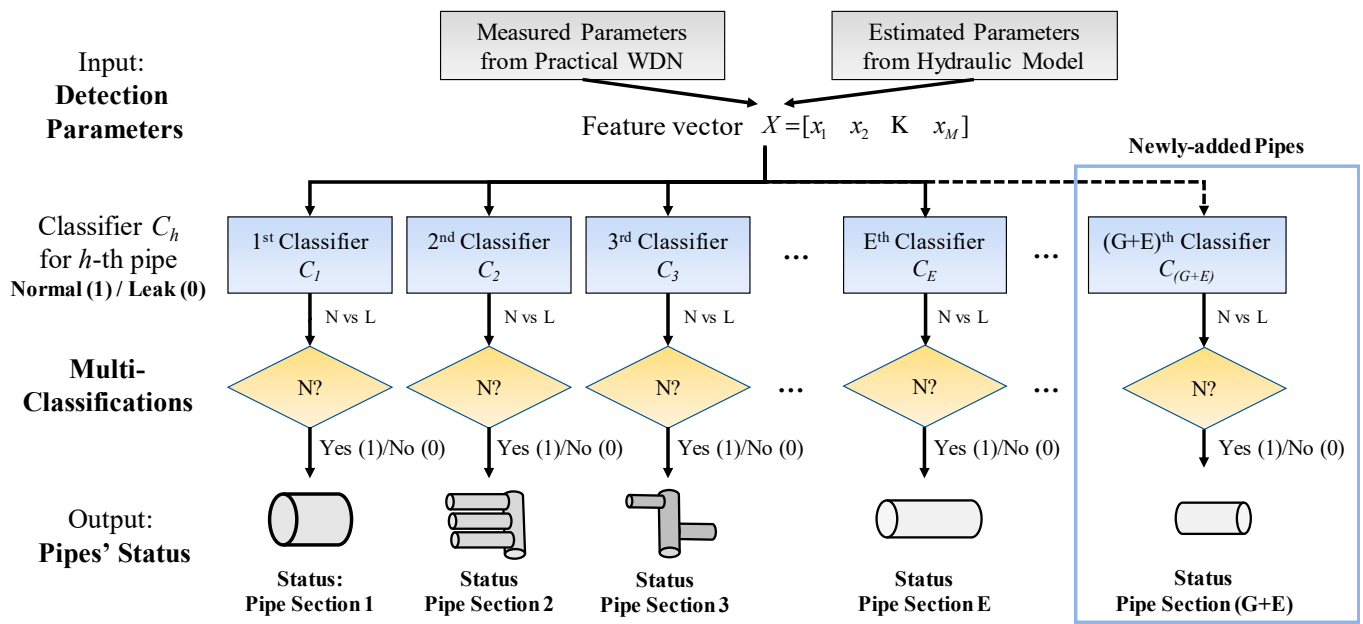 Measured Parameters
from Practical WDN
Estimated Parameters
from Hydraulic Model
Input:
Detection
Parameters
Feature vector X = [x₁ x₂ K x_M]
Newly-added Pipes
Classifier C_h
for h-th pipe
Normal (1) / Leak (0)
1st Classifier
C₁
2nd Classifier
C₂
3rd Classifier
C₃
...
Eth Classifier
C_E
...
(G+E)th Classifier
C_(G+E)
N vs L
N vs L
N vs L
N vs L
N vs L
Multi-
Classifications
N?
N?
N?
...
N?
...
N?
Yes (1)/No (0)
Yes (1)/No (0)
Yes (1)/No (0)
Yes (1)/No (0)
Yes (1)/No (0)
Output:
Pipes' Status
Status:
Pipe Section 1
Status
Pipe Section 2
Status
Pipe Section 3
Status
Pipe Section E
Status
Pipe Section (G+E)